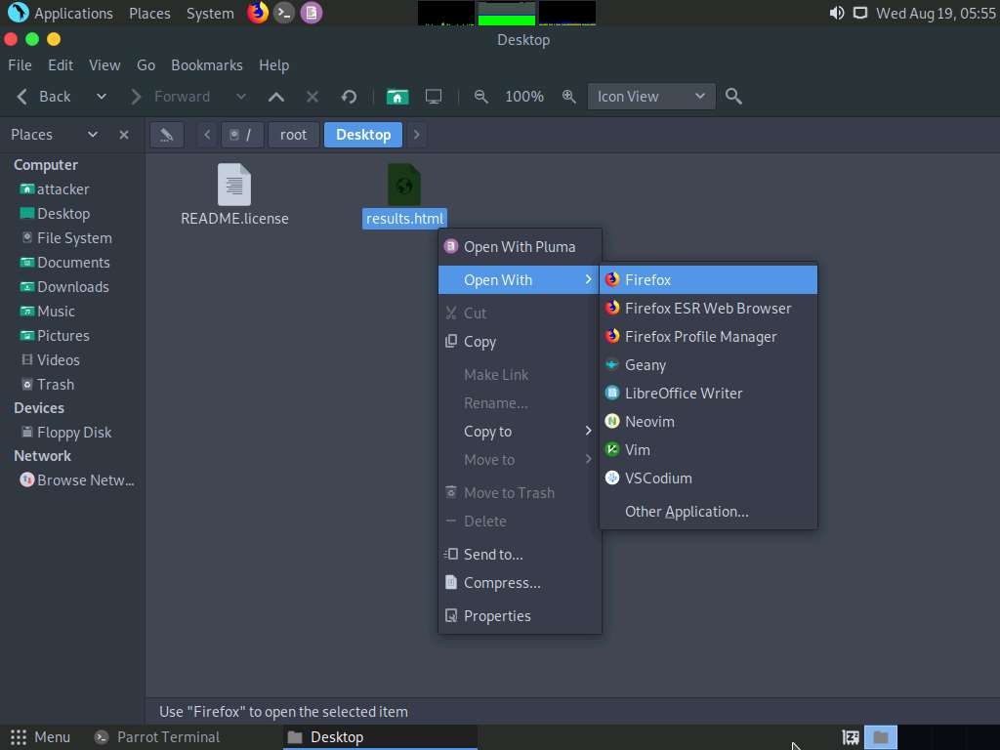 Applications Places System Wed Aug 19, 05:55
Desktop
File Edit View Go Bookmarks Help
Back Forward 100% Icon View
Places / root Desktop
Computer
attacker
Desktop
File System
Documents
Downloads
Music
Pictures
Videos
Trash
Devices
Floppy Disk
Network
Browse Netw...
README.license results.html
Open With Pluma
Open With
Cut
Copy
Make Link
Rename...
Copy to
Move to
Move to Trash
Delete
Send to...
Compress...
Properties
Firefox
Firefox ESR Web Browser
Firefox Profile Manager
Geany
LibreOffice Writer
Neovim
Vim
VSCodium
Other Application...
Use "Firefox" to open the selected item
Menu Parrot Terminal Desktop